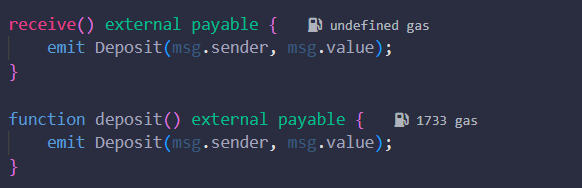 receive() external payable { undefined gas
emit Deposit(msg.sender, msg.value);
}
function deposit() external payable { 1733 gas
emit Deposit(msg.sender, msg.value);
}